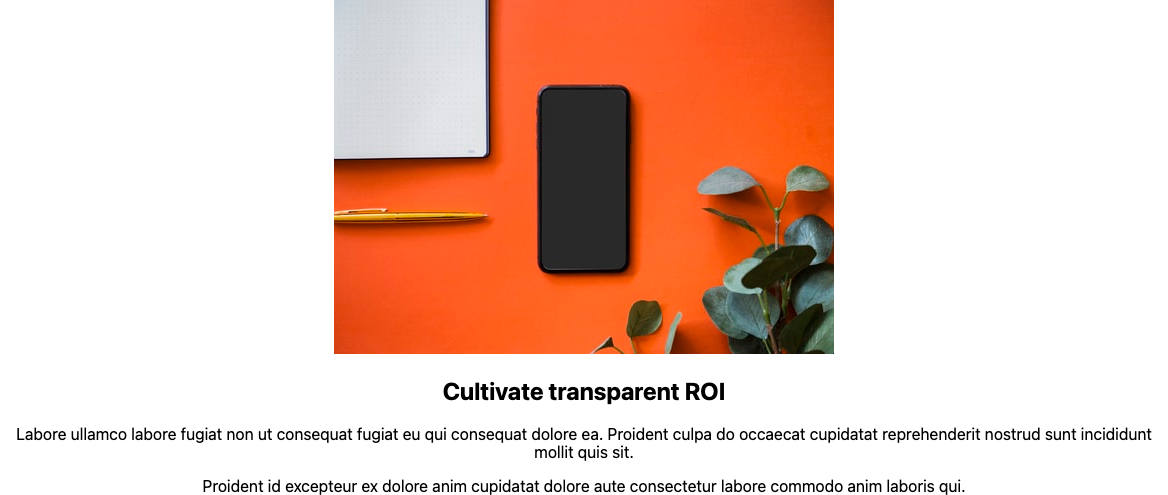 Cultivate transparent ROI
Labore ullamco labore fugiat non ut consequat fugiat eu qui consequat dolore ea. Proident culpa do occaecat cupidatat reprehenderit nostrud sunt incididunt
mollit quis sit.
Proident id excepteur ex dolore anim cupidatat dolore aute consectetur labore commodo anim laboris qui.